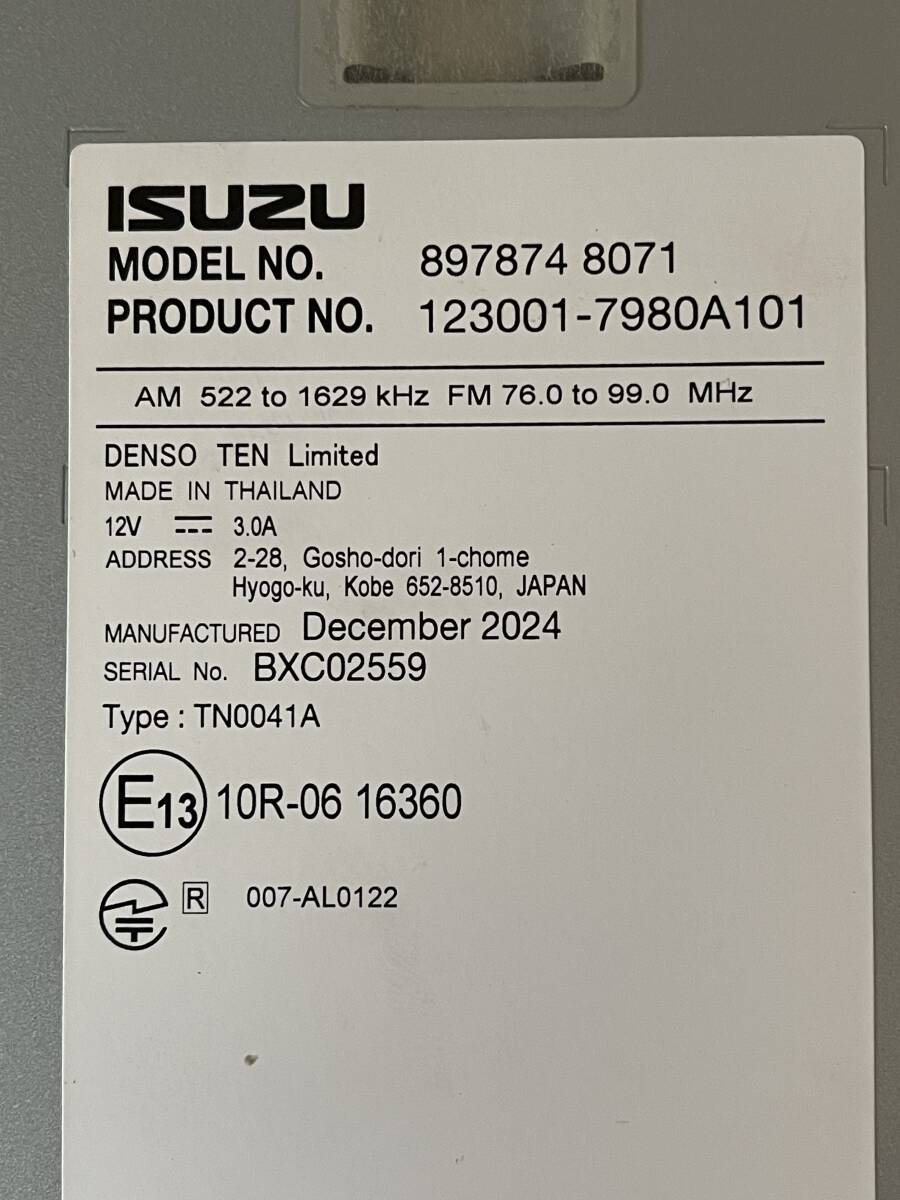 ISUZU
MODEL NO. 897874 8071
PRODUCT NO. 123001-7980A101
AM 522 to 1629 kHz FM 76.0 to 99.0 MHz
DENSO TEN Limited
MADE IN THAILAND
12V 3.0A
ADDRESS 2-28, Gosho-dori 1-chome
Hyogo-ku, Kobe 652-8510, JAPAN
MANUFACTURED December 2024
SERIAL No. BXC02559
Type : TN0041A
E13 10R-06 16360
R 007-AL0122